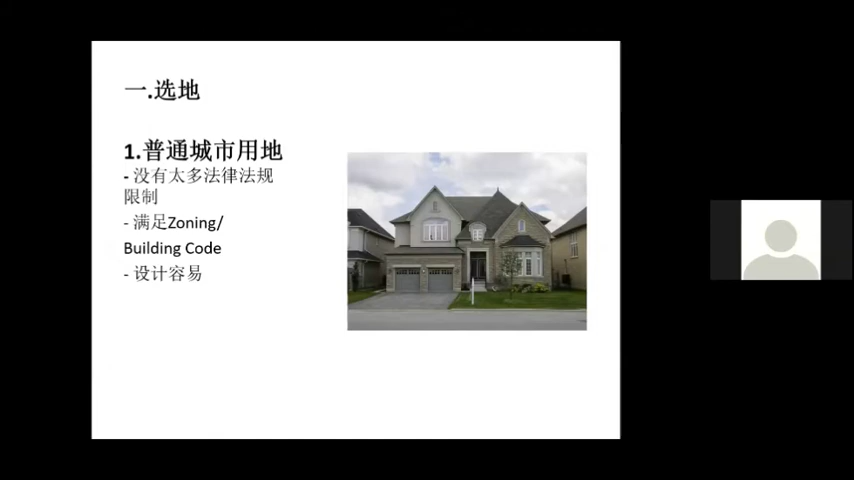 一.选地
1.普通城市用地
- 没有太多法律法规
限制
- 满足Zoning/
Building Code
- 设计容易